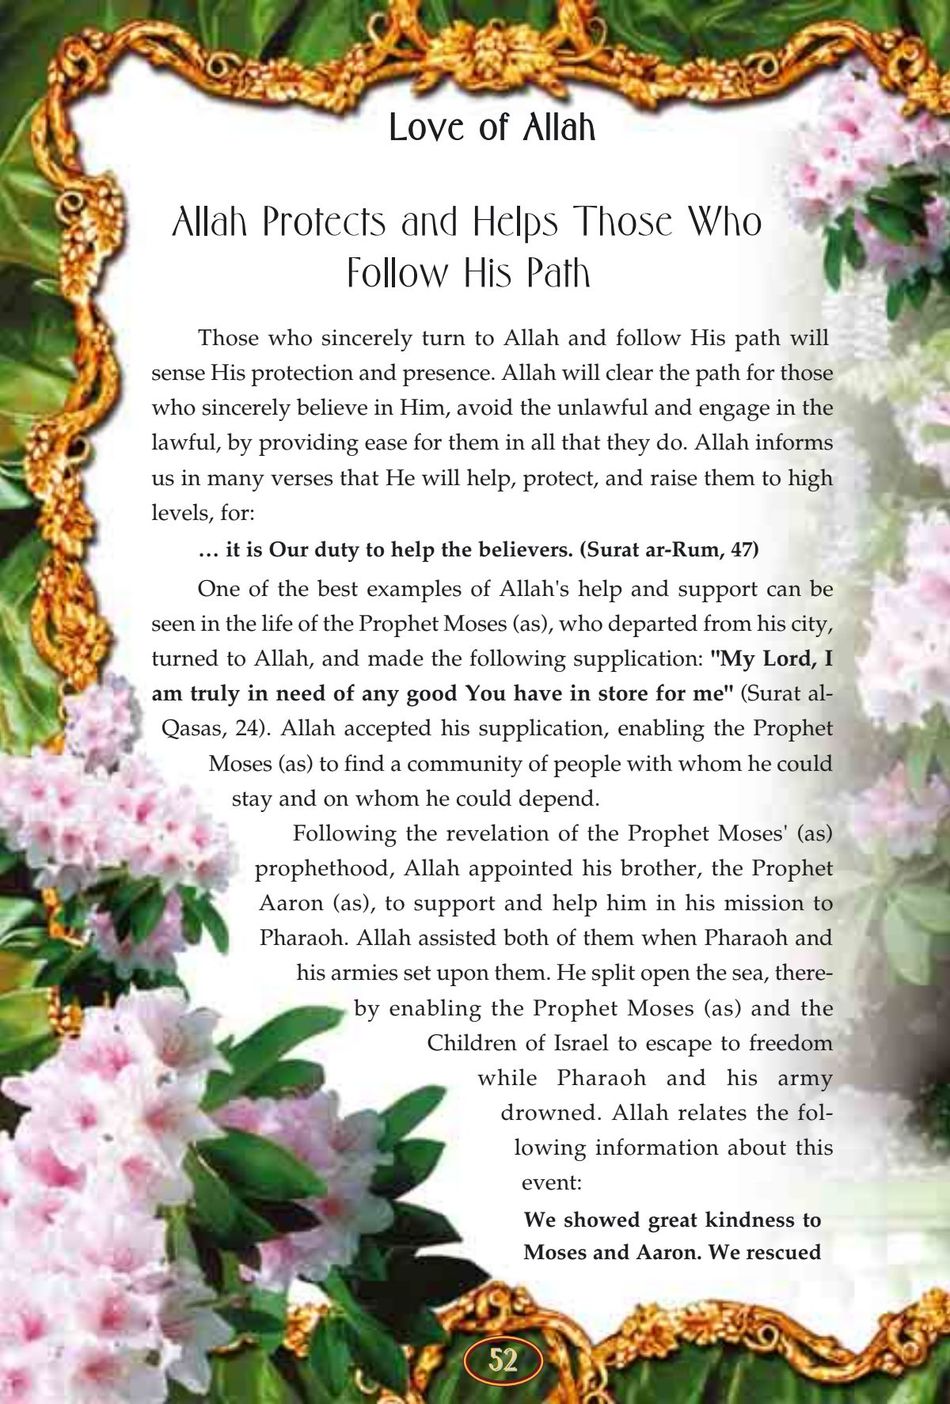 Love of Allah
Allah Protects and Helps Those Who
Follow His Path
Those who sincerely turn to Allah and follow His path will
sense His protection and presence. Allah will clear the path for those
who sincerely believe in Him, avoid the unlawful and engage in the
lawful, by providing ease for them in all that they do. Allah informs
us in many verses that He will help, protect, and raise them to high
levels, for:
… it is Our duty to help the believers. (Surat ar-Rum, 47)
One of the best examples of Allah's help and support can be
seen in the life of the Prophet Moses (as), who departed from his city,
turned to Allah, and made the following supplication: "My Lord, I
am truly in need of any good You have in store for me" (Surat al-
Qasas, 24). Allah accepted his supplication, enabling the Prophet
Moses (as) to find a community of people with whom he could
stay and on whom he could depend.
Following the revelation of the Prophet Moses' (as)
prophethood, Allah appointed his brother, the Prophet
Aaron (as), to support and help him in his mission to
Pharaoh. Allah assisted both of them when Pharaoh and
his armies set upon them. He split open the sea, there-
by enabling the Prophet Moses (as) and the
Children of Israel to escape to freedom
while Pharaoh and his army
drowned. Allah relates the fol-
lowing information about this
event:
We showed great kindness to
Moses and Aaron. We rescued
52